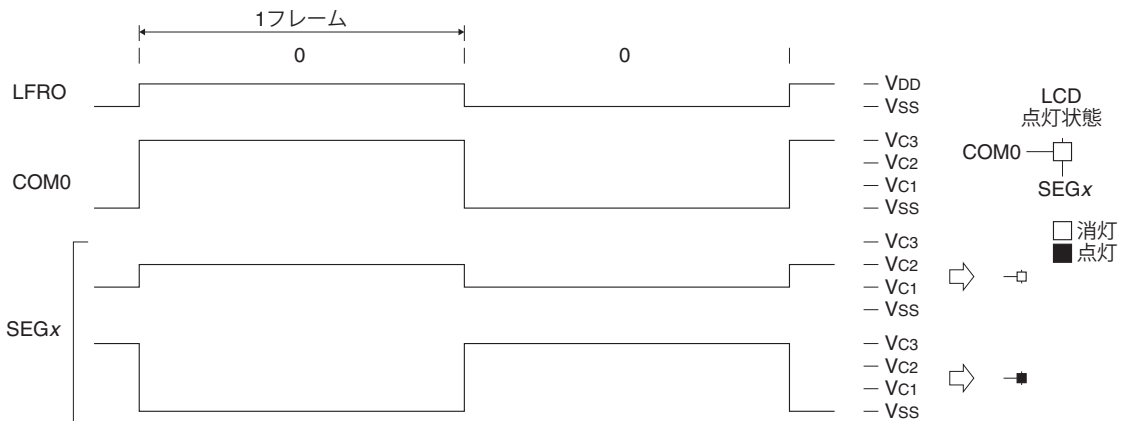 1フレーム
0 0
LFRO
VDD
VSS
LCD
点灯状態
COM0
SEGx
COM0
VC3
VC2
VC1
VSS
消灯
点灯
SEGx
VC3
VC2
VC1
VSS
VC3
VC2
VC1
VSS